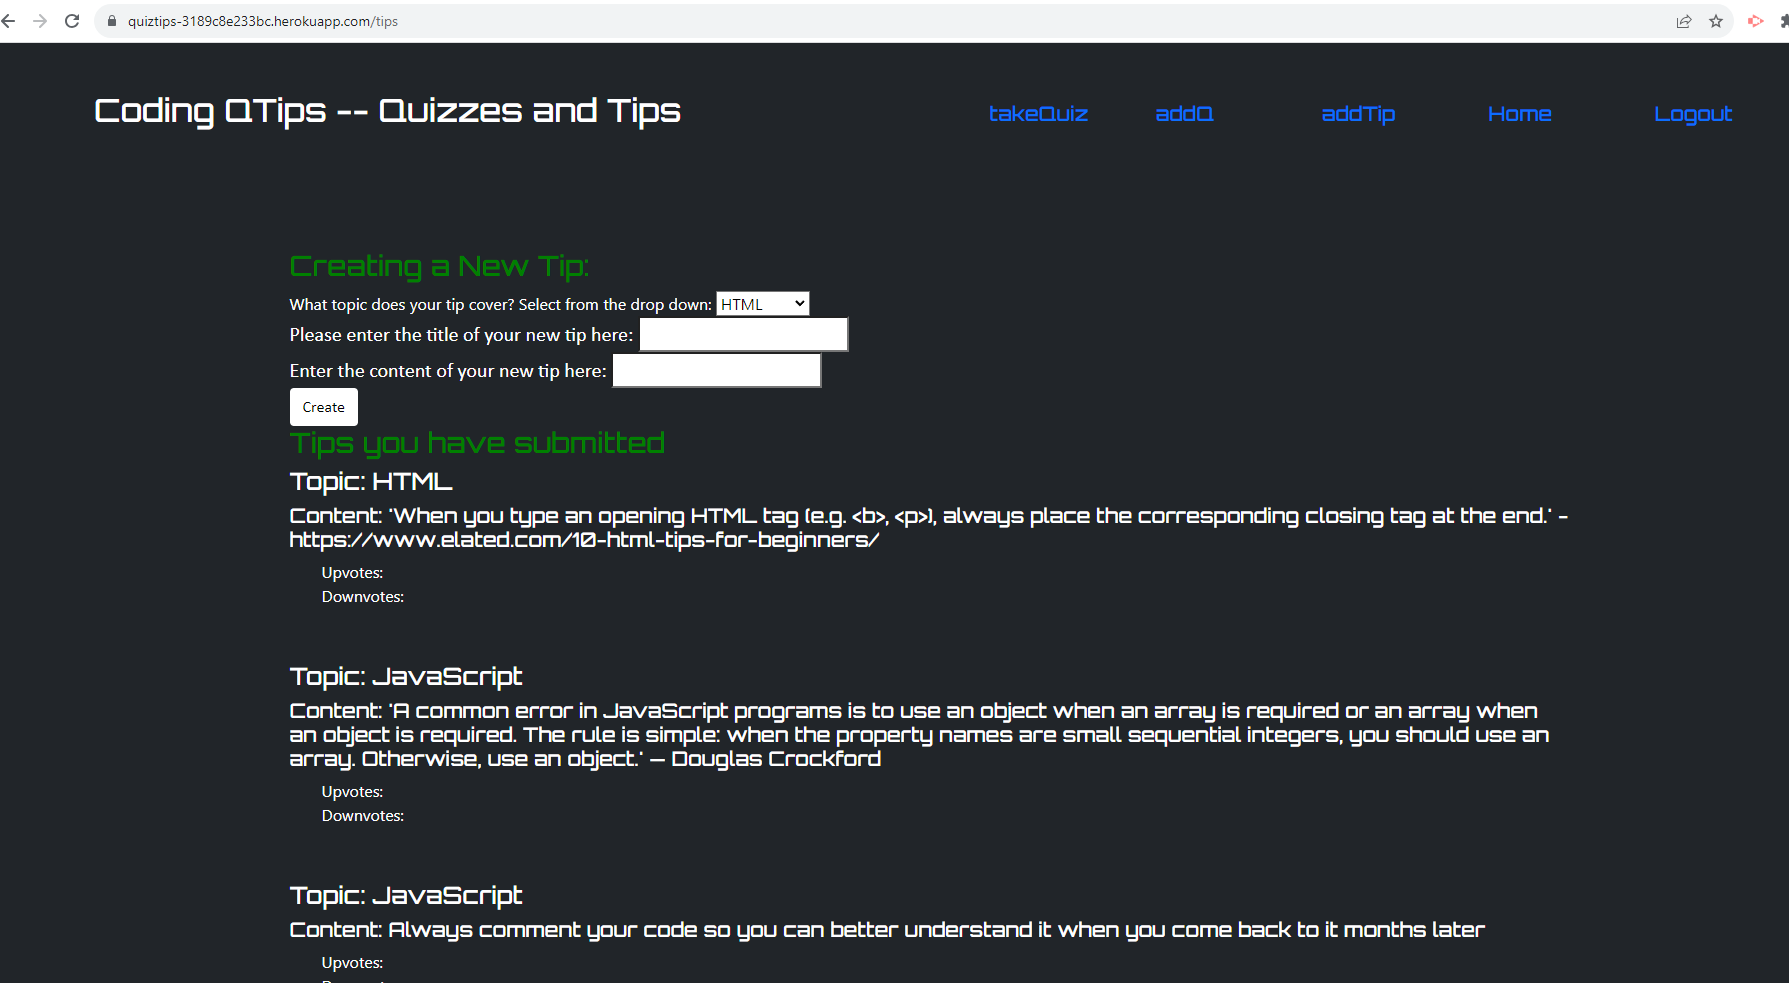 quiztips-3189c8e233bc.herokuapp.com/tips
Coding QTips -- Quizzes and Tips
takeQuiz addQ addTip Home Logout
Creating a New Tip:
What topic does your tip cover? Select from the drop down: HTML
Please enter the title of your new tip here:
Enter the content of your new tip here:
Create
Tips you have submitted
Topic: HTML
Content: "When you type an opening HTML tag (e.g. <b>, <p>), always place the corresponding closing tag at the end." -
https://www.elated.com/10-html-tips-for-beginners/
Upvotes:
Downvotes:
Topic: JavaScript
Content: "A common error in JavaScript programs is to use an object when an array is required or an array when
an object is required. The rule is simple: when the property names are small sequential integers, you should use an
array. Otherwise, use an object." — Douglas Crockford
Upvotes:
Downvotes:
Topic: JavaScript
Content: Always comment your code so you can better understand it when you come back to it months later
Upvotes: